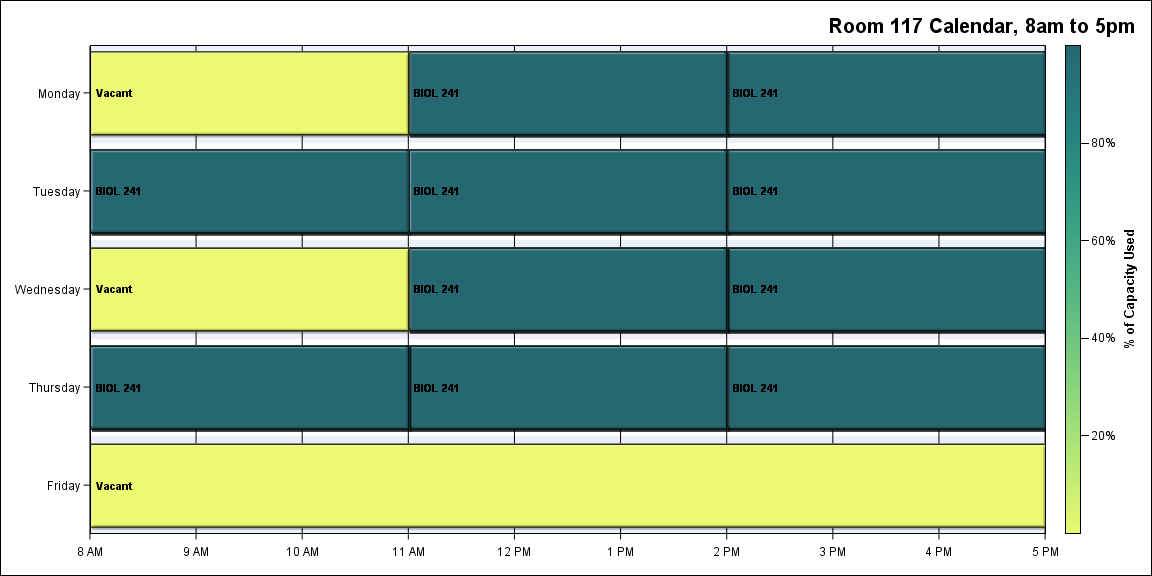 Room 117 Calendar, 8am to 5pm
Monday
Vacant
BIOL 241
BIOL 241
Tuesday
BIOL 241
BIOL 241
BIOL 241
Wednesday
Vacant
BIOL 241
BIOL 241
Thursday
BIOL 241
BIOL 241
BIOL 241
Friday
Vacant
8 AM
9 AM
10 AM
11 AM
12 PM
1 PM
2 PM
3 PM
4 PM
5 PM
80%
60%
40%
20%
% of Capacity Used